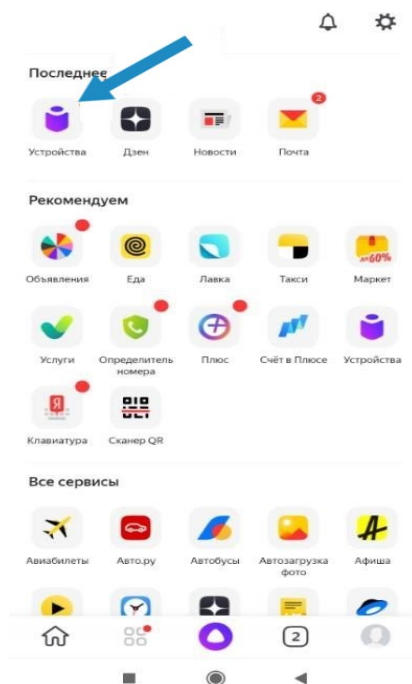 Последнее
2
Устройства Дзен Новости Почта
Рекомендуем
до 60%
Объявления Еда Лавка Такси Маркет
Услуги Определитель номера Плюс Счёт в Плюсе Устройства
Я
Клавиатура Сканер QR
Все сервисы
Авиабилеты Авто.ру Автобусы Автозагрузка фото Афиша
2